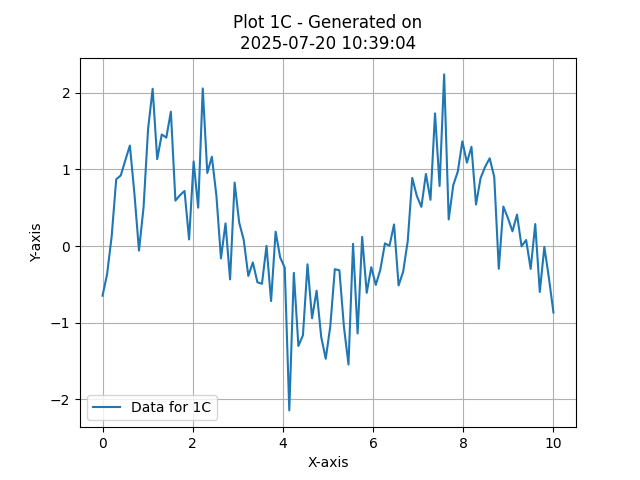 Plot 1C - Generated on
2025-07-20 10:39:04
Y-axis
2
1
0
−1
−2
Data for 1C
0 2 4 6 8 10
X-axis